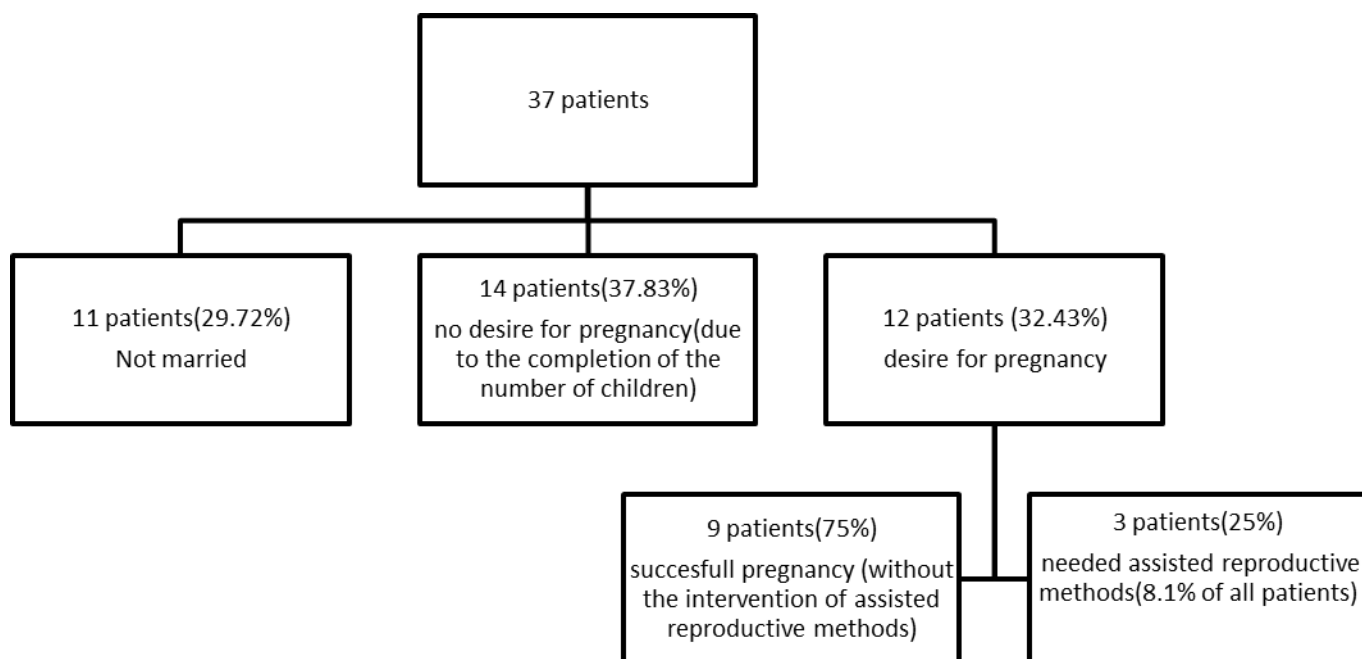 37 patients
11 patients(29.72%)
Not married
14 patients(37.83%)
no desire for pregnancy(due
to the completion of the
number of children)
12 patients (32.43%)
desire for pregnancy
9 patients(75%)
succesfull pregnancy (without
the intervention of assisted
reproductive methods)
3 patients(25%)
needed assisted reproductive
methods(8.1% of all patients)